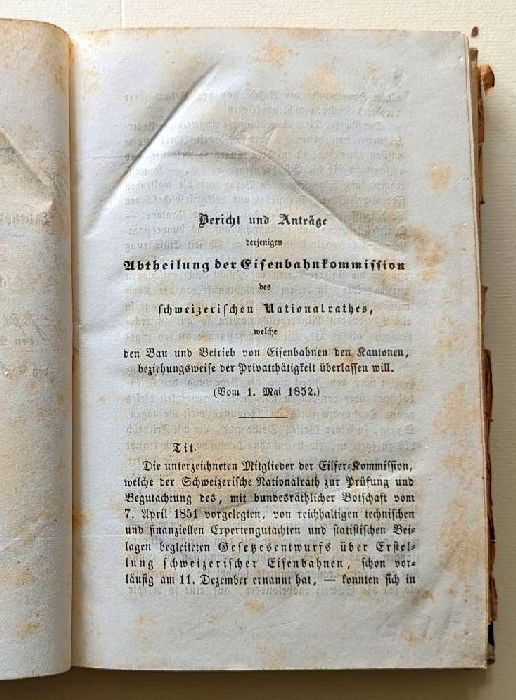 Bericht und Anträge
derjenigen
Abtheilung der Eisenbahnkommission
des
schweizerischen Nationalrathes,
welche
den Bau und Betrieb von Eisenbahnen den Kantonen,
beziehungsweise der Privatthätigkeit überlassen will.
(Vom 1. Mai 1852.)
Tit.
Die unterzeichneten Mitglieder der Eilfer-Kommission,
welche der Schweizerische Nationalrath zur Prüfung und
Begutachtung des, mit bundesräthlicher Botschaft vom
7. April 1851 vorgelegten, von reichhaltigen technischen
und finanziellen Expertengutachten und statistischen Bei-
lagen begleiteten Gesetzesentwurfs über Erstel-
lung schweizerischer Eisenbahnen, schon vor-
läufig am 11. Dezember ernannt hat, — konnten sich in